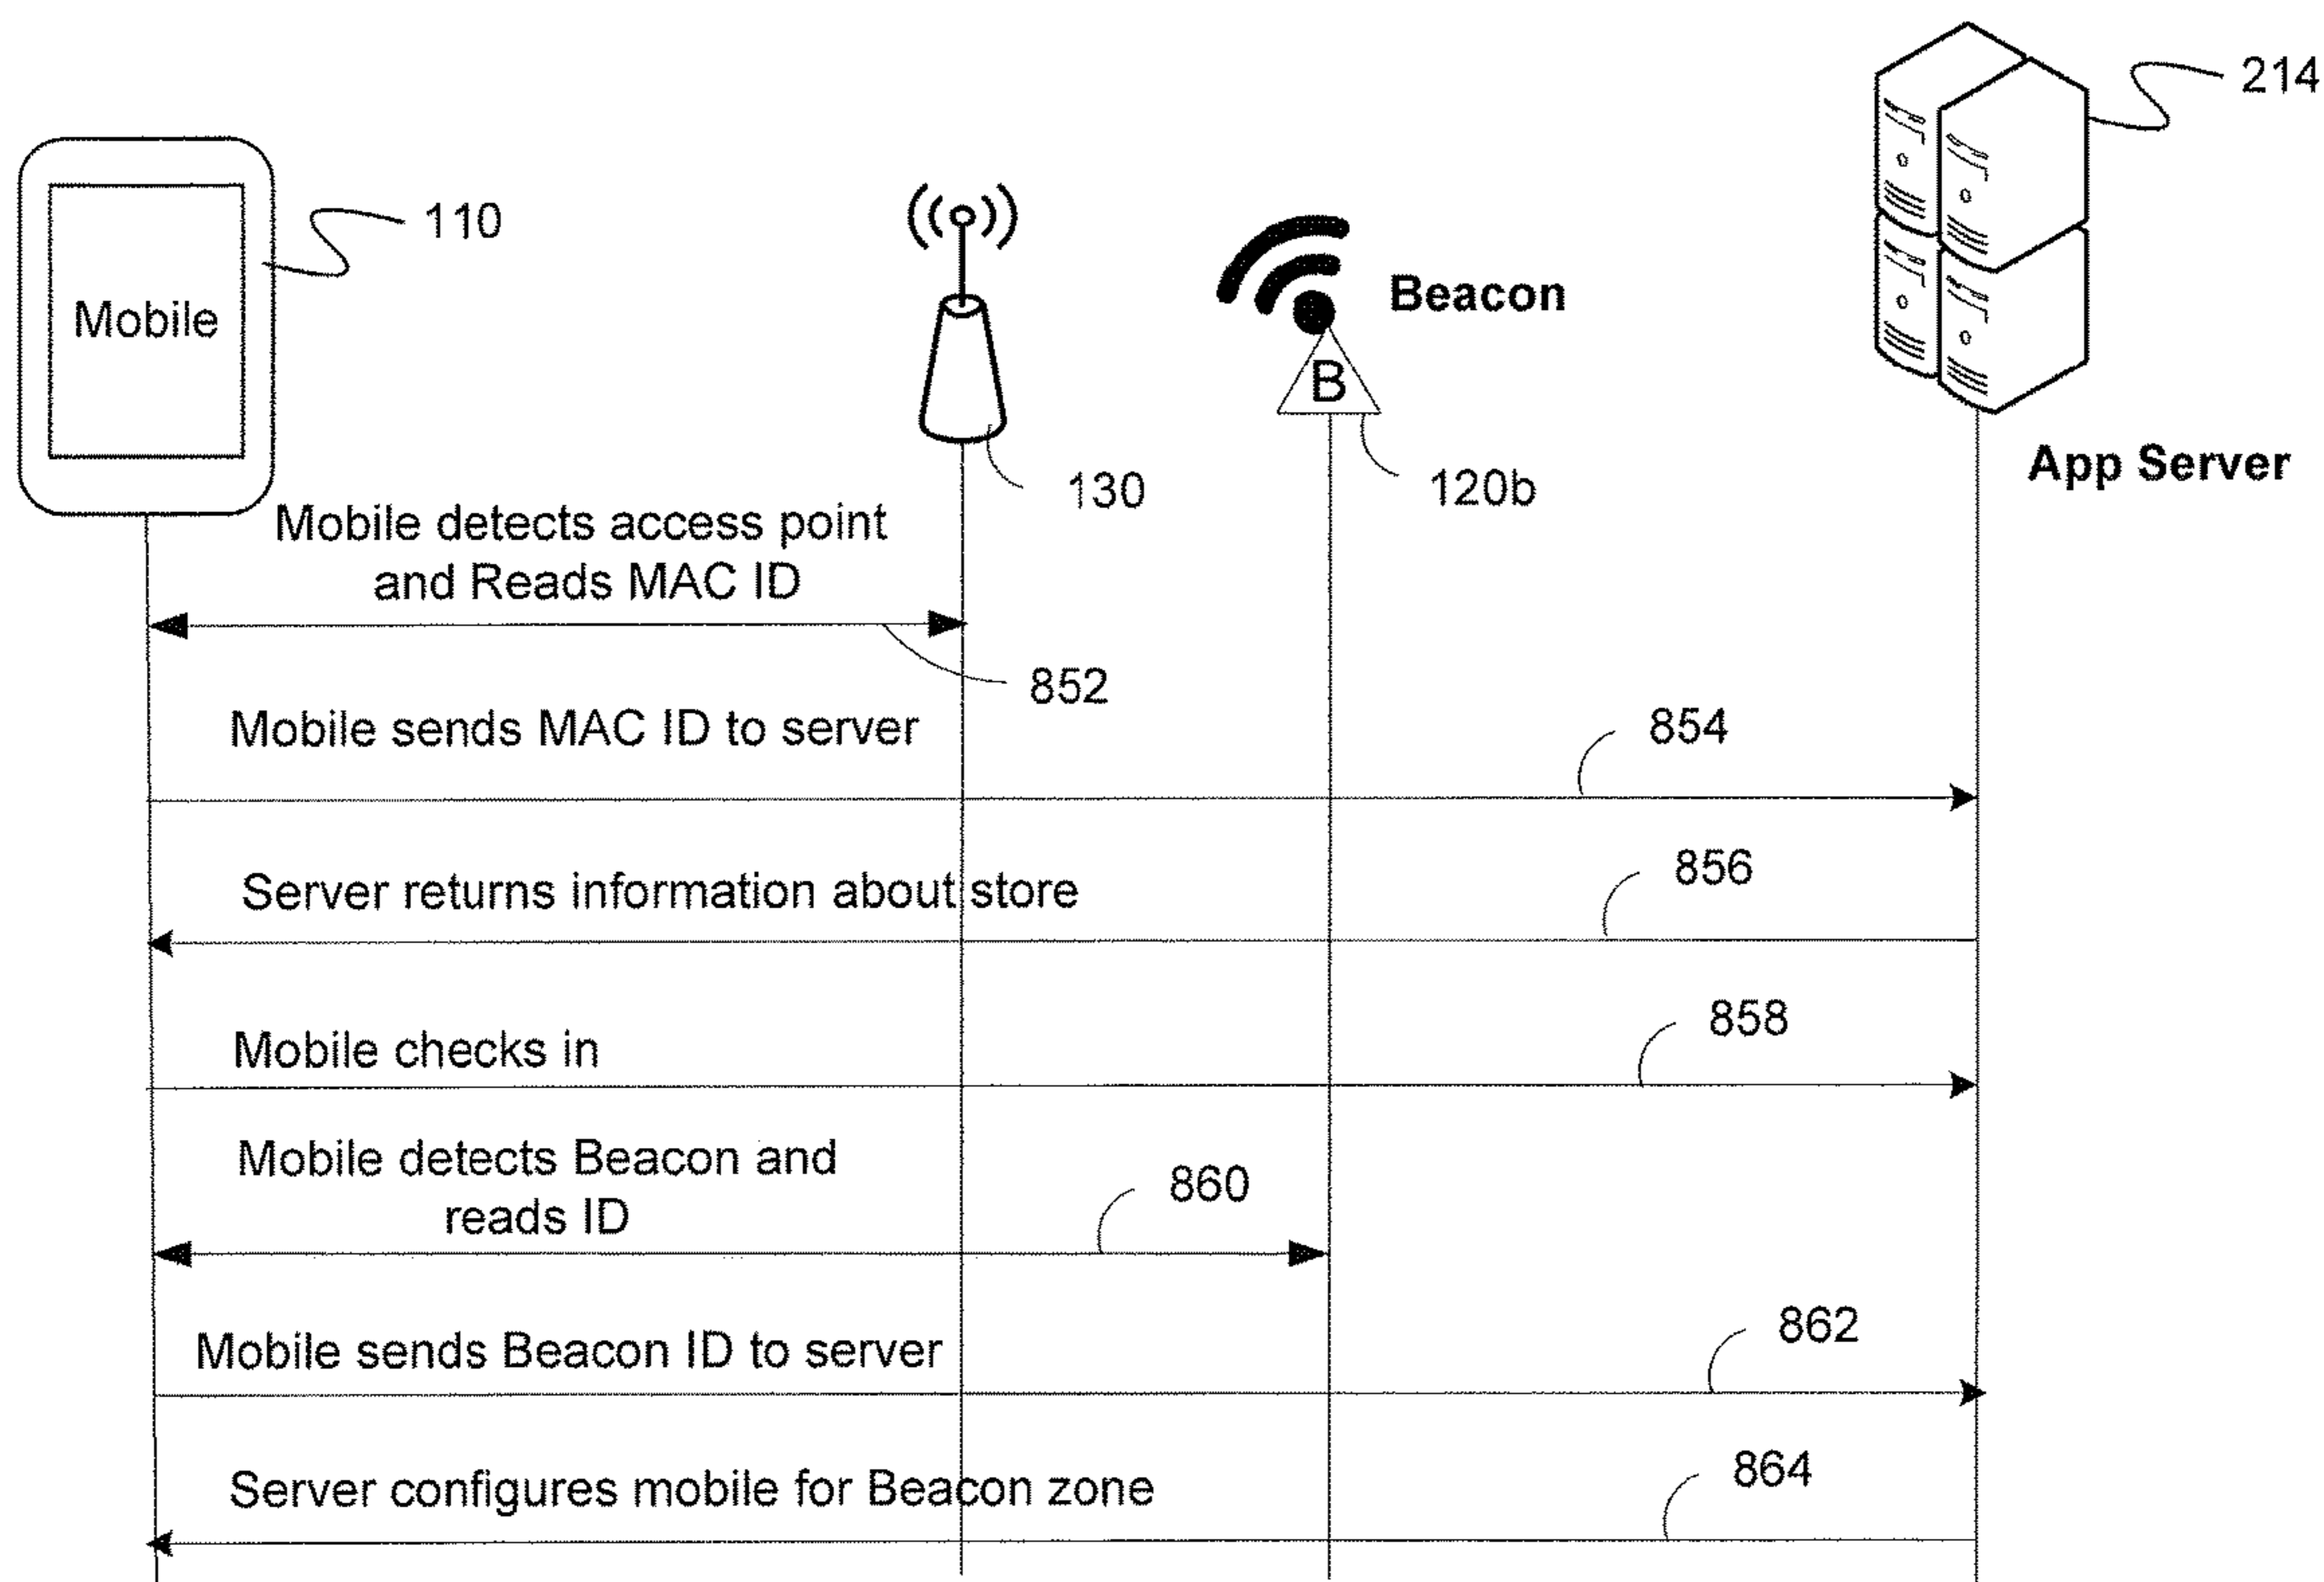 214
110
Mobile
Beacon
B
App Server
130
120b
Mobile detects access point
and Reads MAC ID
852
Mobile sends MAC ID to server
854
Server returns information about store
856
Mobile checks in
858
Mobile detects Beacon and
reads ID
860
Mobile sends Beacon ID to server
862
Server configures mobile for Beacon zone
864